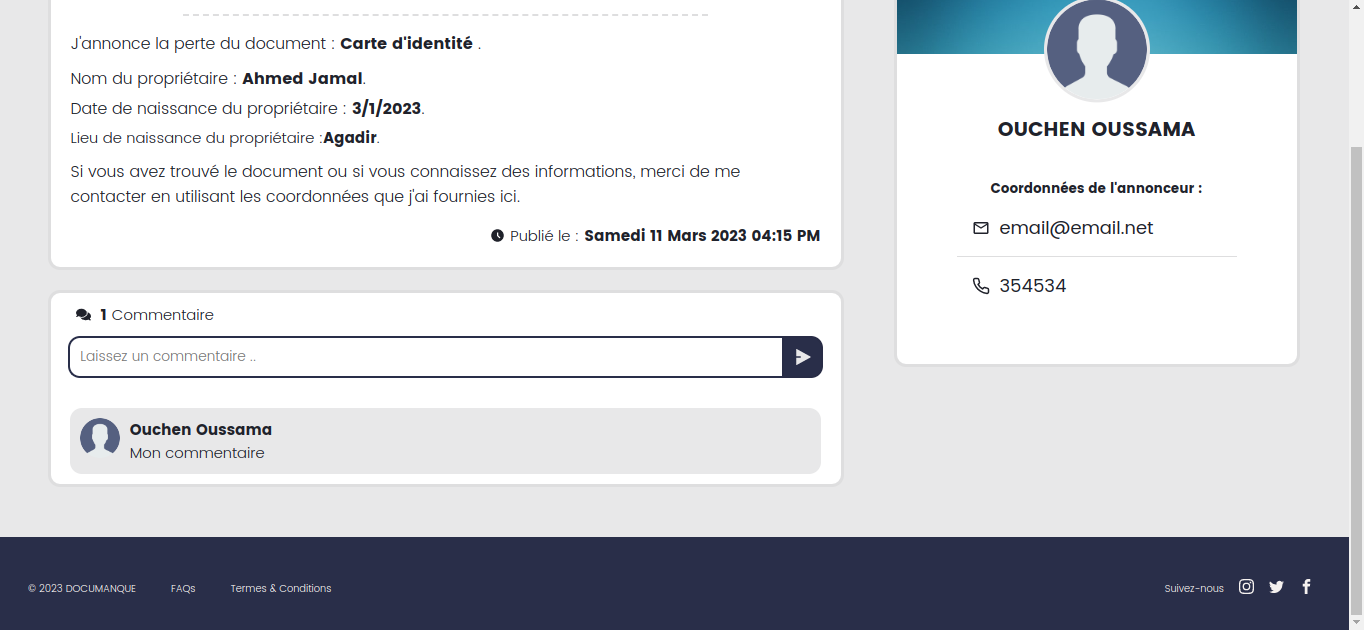 J'annonce la perte du document : Carte d'identité .
Nom du propriétaire : Ahmed Jamal.
Date de naissance du propriétaire : 3/1/2023.
Lieu de naissance du propriétaire :Agadir.
Si vous avez trouvé le document ou si vous connaissez des informations, merci de me
contacter en utilisant les coordonnées que j'ai fournies ici.
Publié le : Samedi 11 Mars 2023 04:15 PM
1 Commentaire
Laissez un commentaire ..
Ouchen Oussama
Mon commentaire
OUCHEN OUSSAMA
Coordonnées de l'annonceur :
email@email.net
354534
© 2023 DOCUMANQUE FAQs Termes & Conditions Suivez-nous